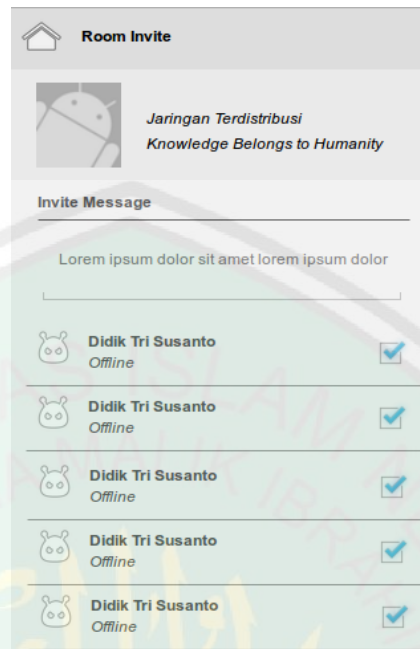 Room Invite
Jaringan Terdistribusi
Knowledge Belongs to Humanity
Invite Message
Lorem ipsum dolor sit amet lorem ipsum dolor
Didik Tri Susanto
Offline
Didik Tri Susanto
Offline
Didik Tri Susanto
Offline
Didik Tri Susanto
Offline
Didik Tri Susanto
Offline